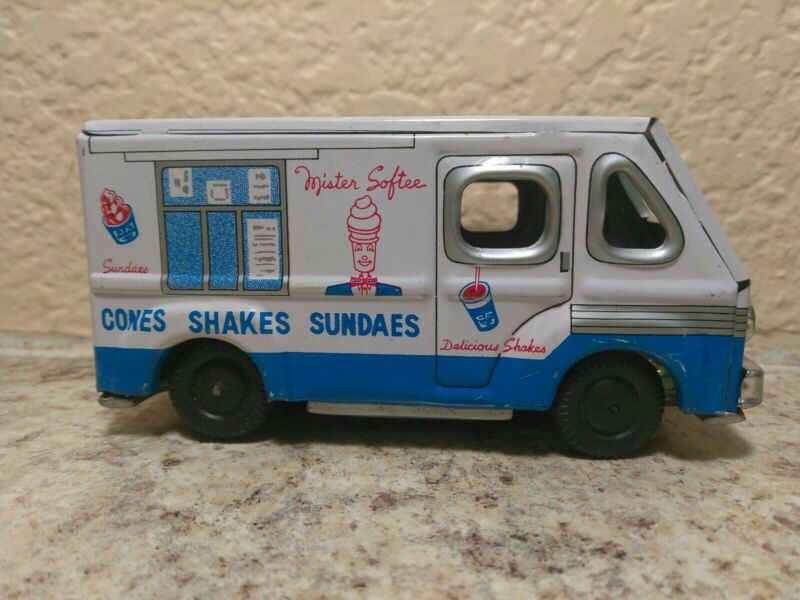 Mister Softee
Sundaes
CONES SHAKES SUNDAES
Delicious Shakes